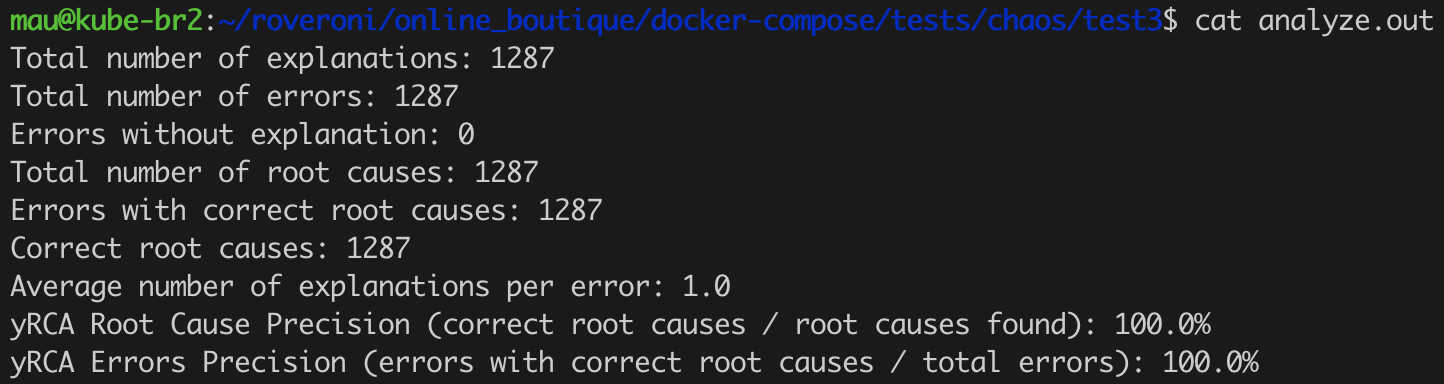 mau@kube-br2:~/roveroni/online_boutique/docker-compose/tests/chaos/test3$ cat analyze.out
Total number of explanations: 1287
Total number of errors: 1287
Errors without explanation: 0
Total number of root causes: 1287
Errors with correct root causes: 1287
Correct root causes: 1287
Average number of explanations per error: 1.0
yRCA Root Cause Precision (correct root causes / root causes found): 100.0%
yRCA Errors Precision (errors with correct root causes / total errors): 100.0%